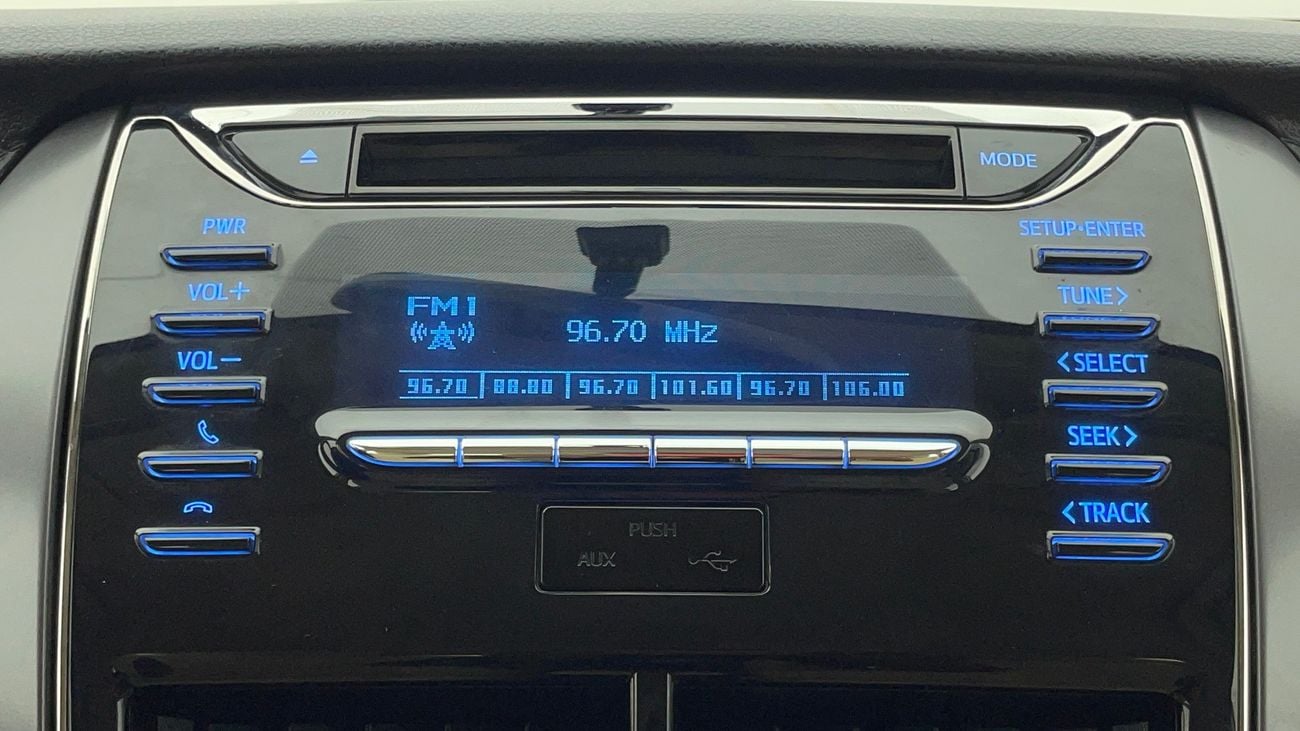 MODE
PWR
SETUP•ENTER
VOL+
TUNE>
FM1
96.70 MHz
VOL−
<SELECT
96.70 88.80 96.70 101.60 96.70 106.00
SEEK>
<TRACK
PUSH
AUX